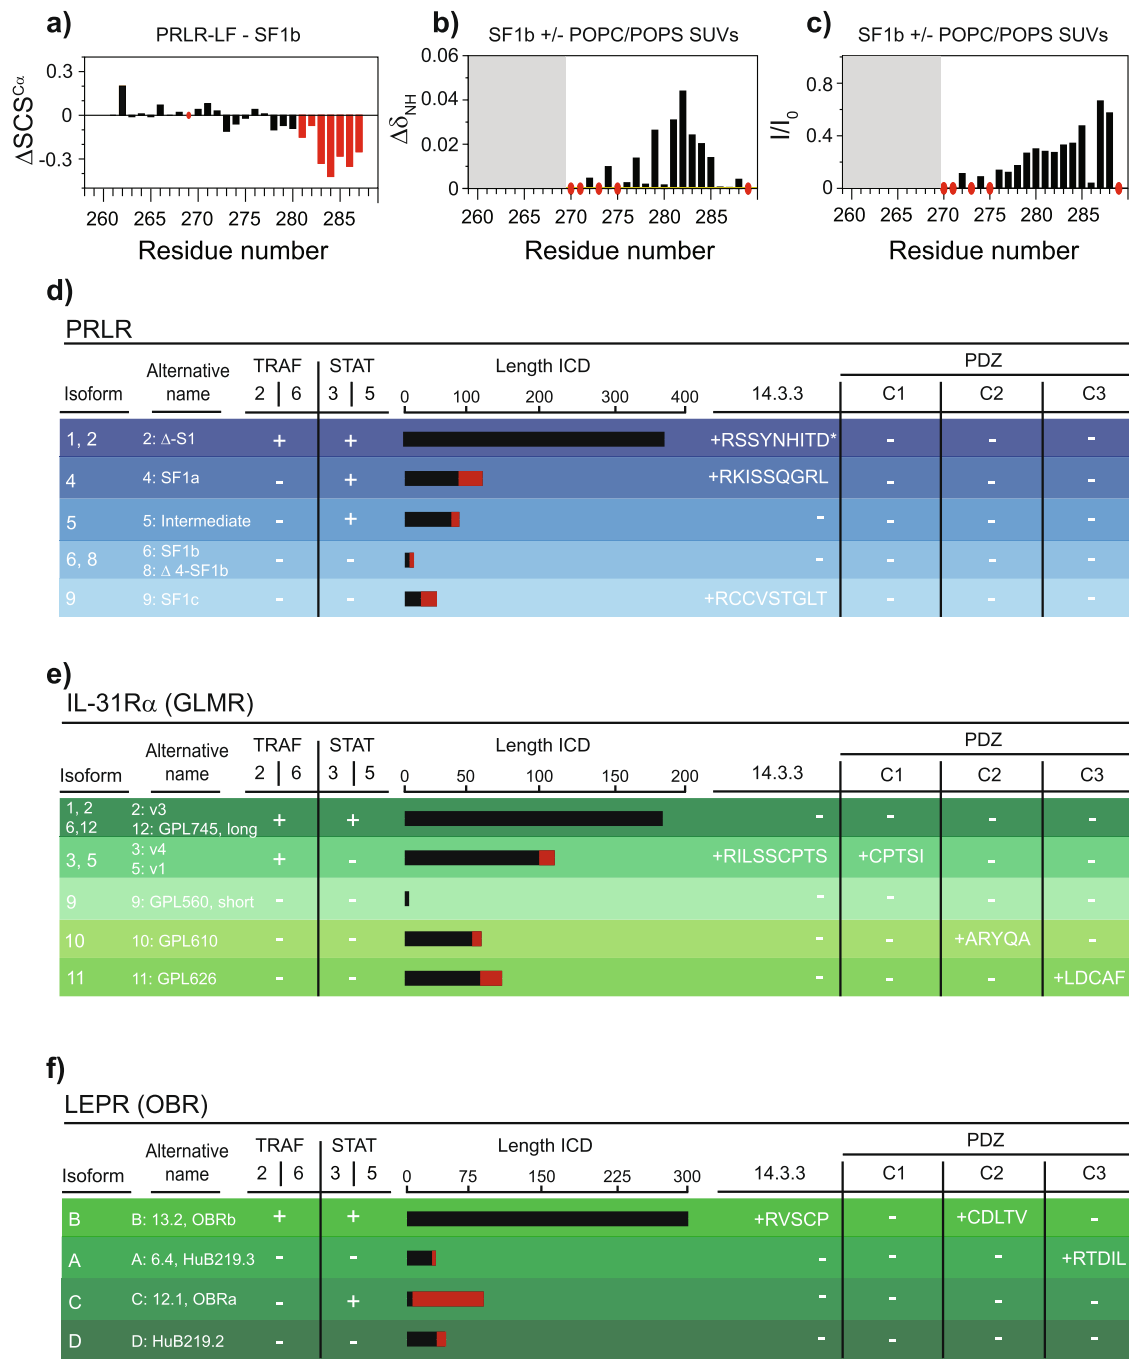 a)
PRLR-LF - SF1b
0.3
0
-0.3
ΔSCS^Cα
260 265 270 275 280 285
Residue number
b)
SF1b +/- POPC/POPS SUVs
0.06
0.04
0.02
0
Δδ_NH
260 265 270 275 280 285
Residue number
c)
SF1b +/- POPC/POPS SUVs
0.8
0.4
0
I/I_0
260 265 270 275 280 285
Residue number
d)
PRLR
TRAF STAT Length ICD PDZ
Isoform Alternative name 2 6 3 5 0 100 200 300 400 14.3.3 C1 C2 C3
1, 2 2: Δ-S1 + + +RSSYNHITD* - - -
4 4: SF1a - + +RKISSQGRL - - -
5 5: Intermediate - + - - - -
6, 8 6: SF1b
8: Δ 4-SF1b - - - - - -
9 9: SF1c - - +RCCVSTGLT - - -
e)
IL-31Rα (GLMR)
TRAF STAT Length ICD PDZ
Isoform Alternative name 2 6 3 5 0 50 100 150 200 14.3.3 C1 C2 C3
1, 2 2: v3
6,12 12: GPL745, long + + - - - -
3, 5 3: v4
5: v1 + - +RILSSCPTS +CPTSI - -
9 9: GPL560, short - - - - - -
10 10: GPL610 - - - - +ARYQA -
11 11: GPL626 - - - - - +LDCAF
f)
LEPR (OBR)
TRAF STAT Length ICD PDZ
Isoform Alternative name 2 6 3 5 0 75 150 225 300 14.3.3 C1 C2 C3
B B: 13.2, OBRb + + +RVSCP - +CDLTV -
A A: 6.4, HuB219.3 - - - - - +RTDIL
C C: 12.1, OBRa - + - - - -
D D: HuB219.2 - - - - - -